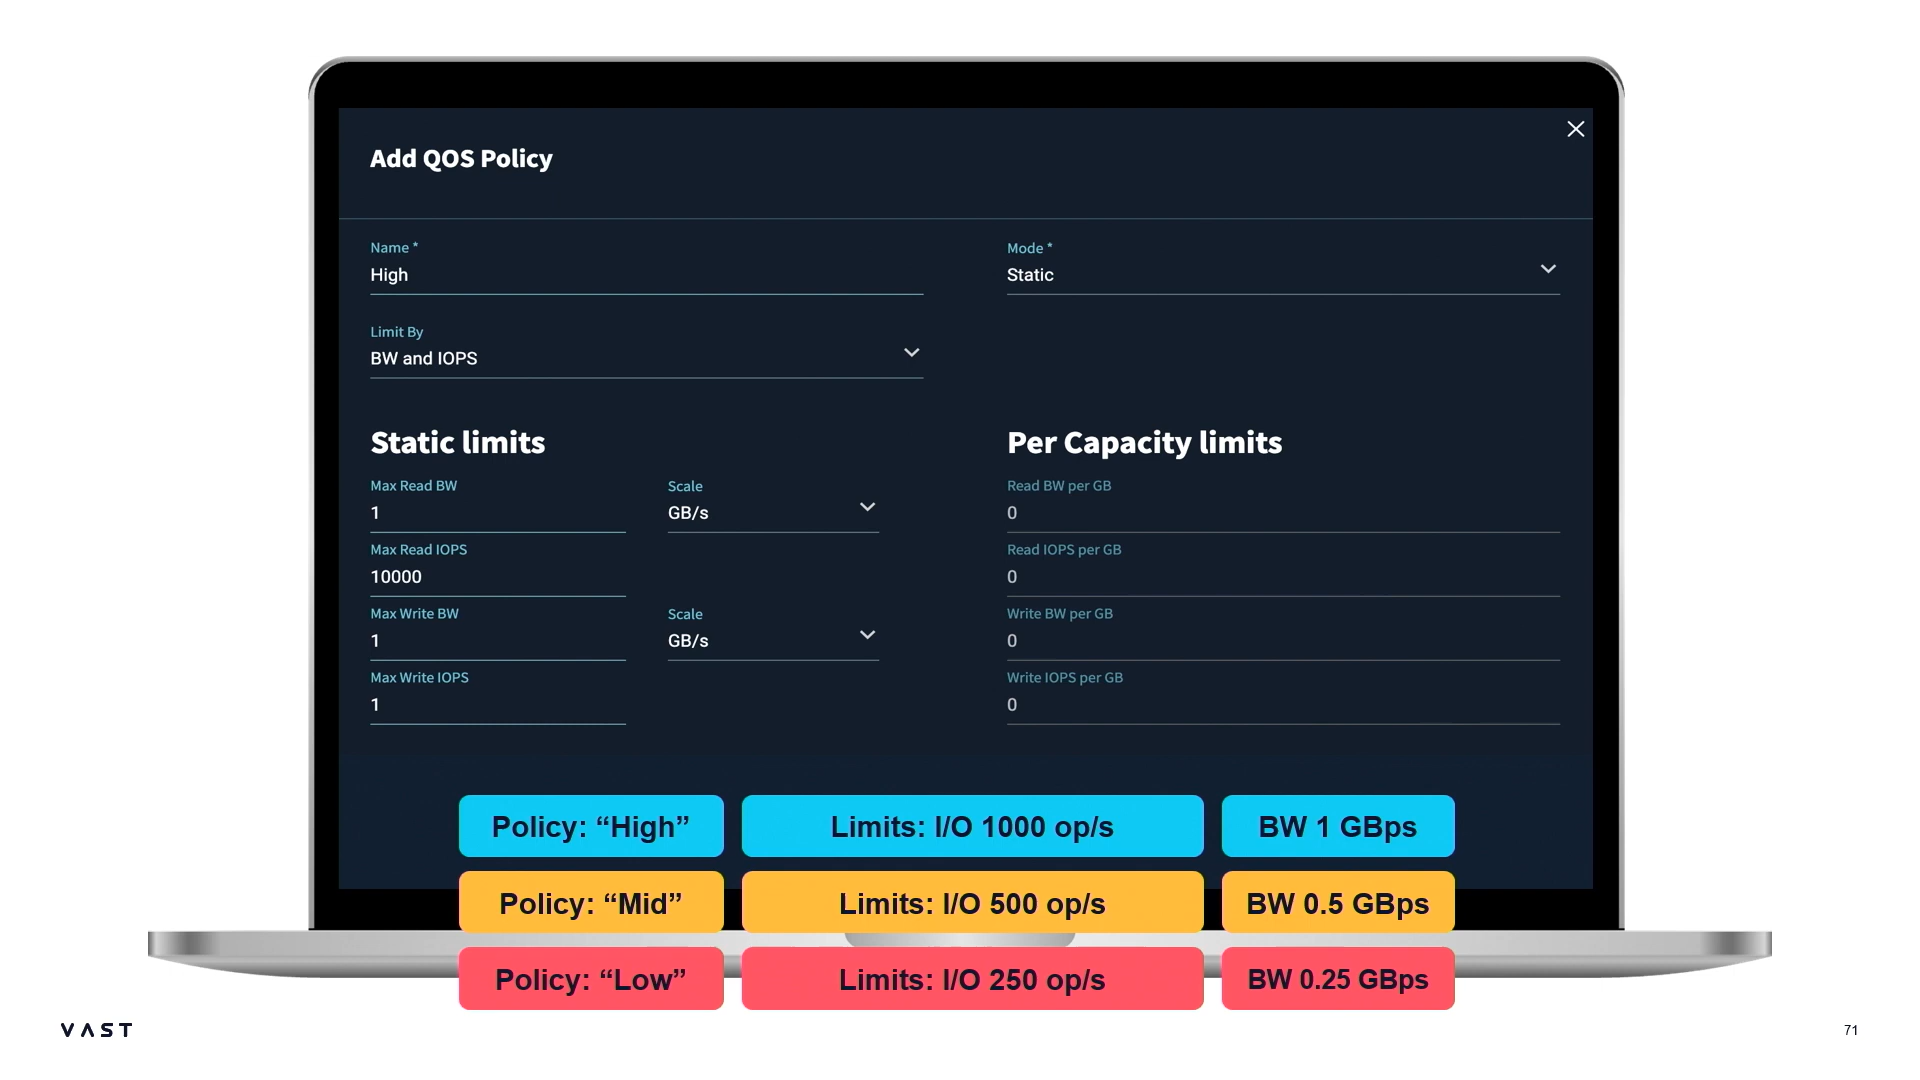 Add QOS Policy
Name *
High
Mode *
Static
Limit By
BW and IOPS
Static limits
Per Capacity limits
Max Read BW
1
Scale
GB/s
Read BW per GB
0
Max Read IOPS
10000
Read IOPS per GB
0
Max Write BW
1
Scale
GB/s
Write BW per GB
0
Max Write IOPS
1
Write IOPS per GB
0
Policy: “High” Limits: I/O 1000 op/s BW 1 GBps
Policy: “Mid” Limits: I/O 500 op/s BW 0.5 GBps
Policy: “Low” Limits: I/O 250 op/s BW 0.25 GBps
VAST
71